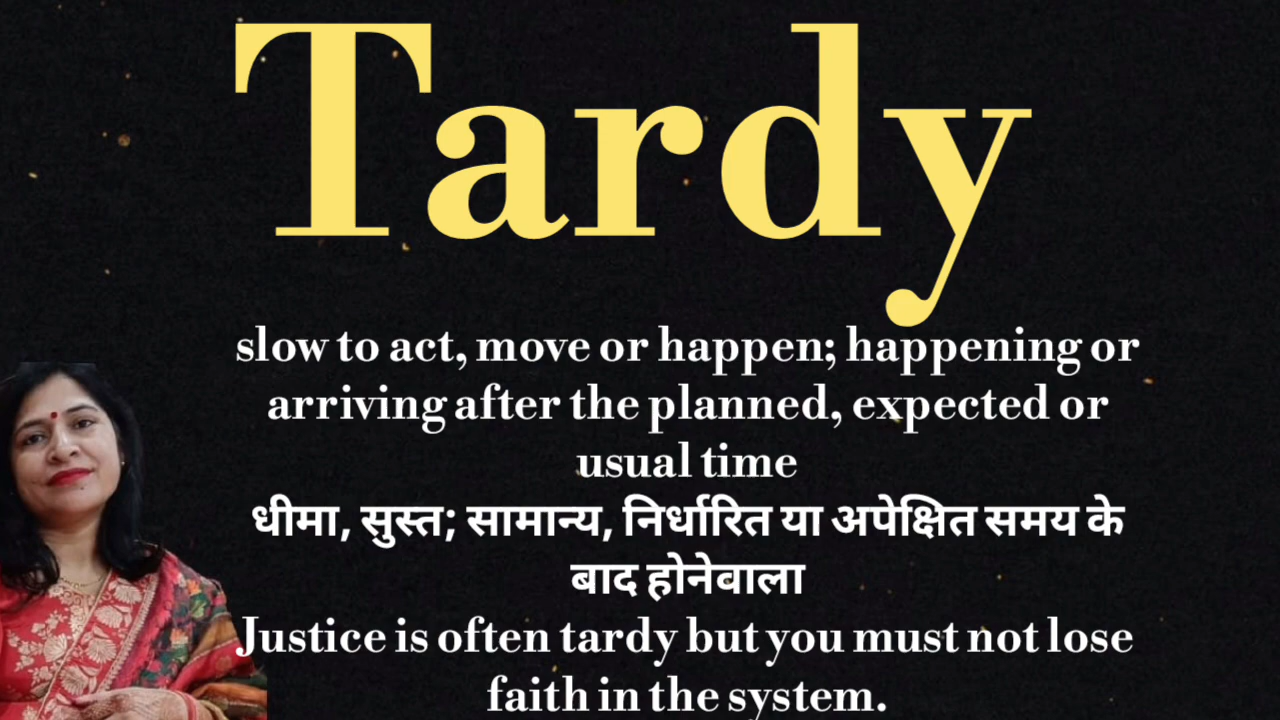 Tardy
slow to act, move or happen; happening or
arriving after the planned, expected or
usual time
धीमा, सुस्त; सामान्य, निर्धारित या अपेक्षित समय के
बाद होनेवाला
Justice is often tardy but you must not lose
faith in the system.